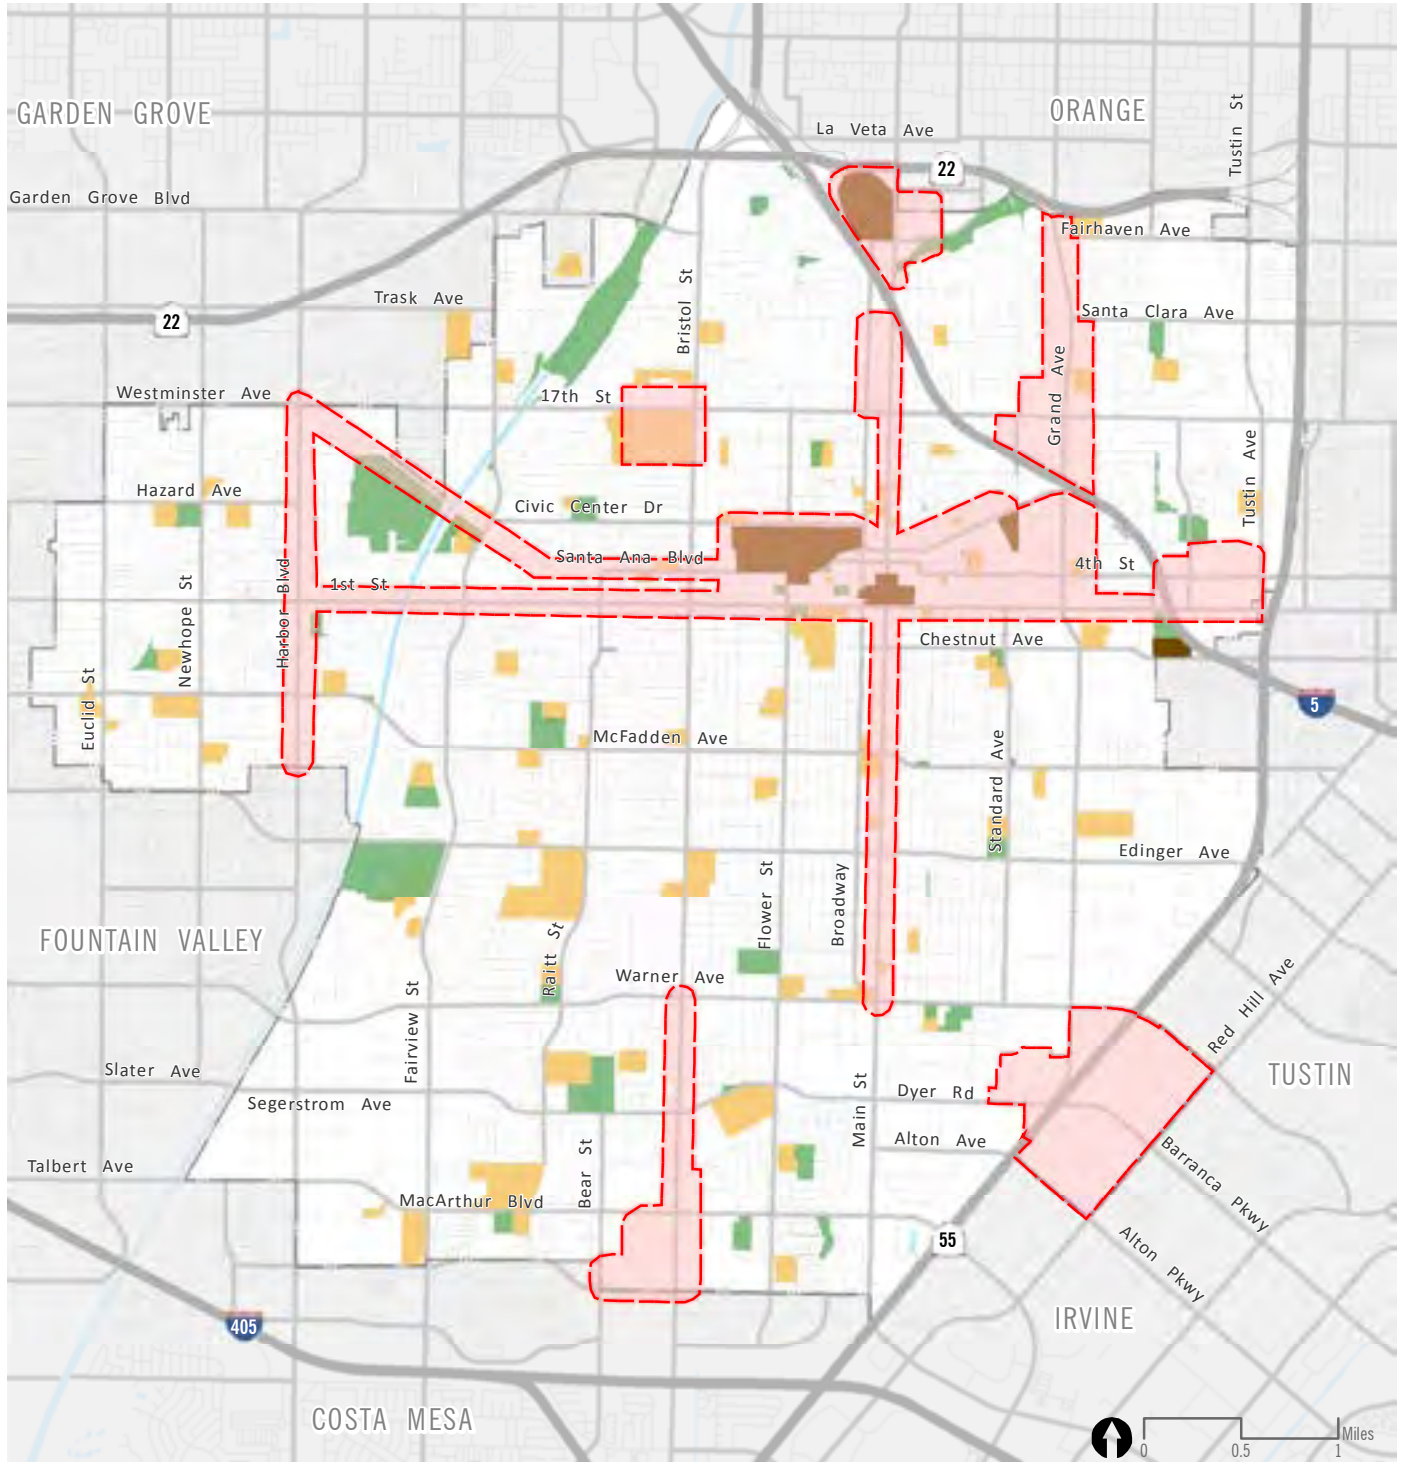 GARDEN GROVE
ORANGE
Tustin St
La Veta Ave
22
Garden Grove Blvd
Fairhaven Ave
Trask Ave
Bristol St
Santa Clara Ave
22
Westminster Ave
17th St
Grand Ave
Tustin Ave
Hazard Ave
Civic Center Dr
Santa Ana Blvd
4th St
1st St
Newhope St
Harbor Blvd
Chestnut Ave
Euclid St
5
McFadden Ave
Standard Ave
Edinger Ave
Flower St
Broadway
FOUNTAIN VALLEY
Raitt St
Warner Ave
Fairview St
Red Hill Ave
Slater Ave
TUSTIN
Segerstrom Ave
Main St
Dyer Rd
Alton Ave
Bear St
Barranca Pkwy
Talbert Ave
MacArthur Blvd
55
Alton Pkwy
405
IRVINE
COSTA MESA
Miles
0 0.5 1